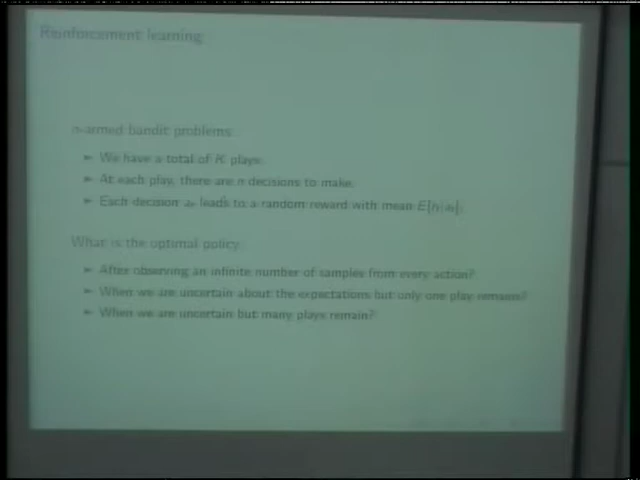 Reinforcement learning
n-armed bandit problems:
► We have a total of K plays.
► At each play, there are n decisions to make.
► Each decision leads to a random reward with mean
What is the optimal policy
► After observing an infinite number of samples from every action?
► When we are uncertain about the expectations but only one play remains?
► When we are uncertain but many plays remain?